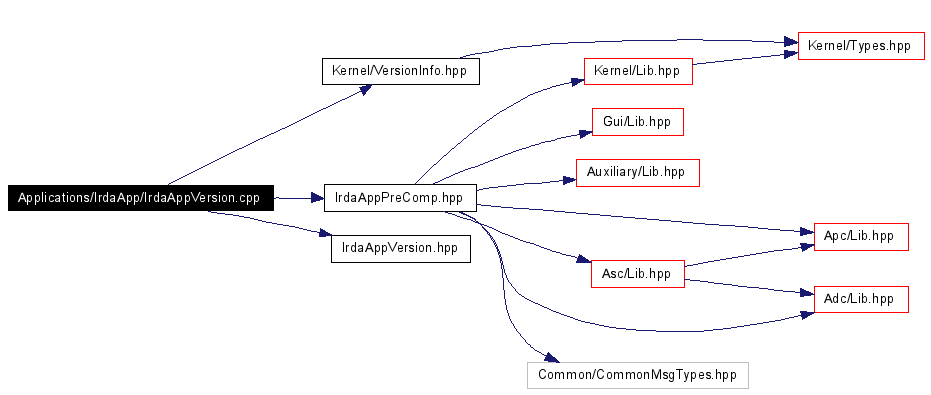 Kernel/Types.hpp
Kernel/VersionInfo.hpp
Kernel/Lib.hpp
Gui/Lib.hpp
Auxiliary/Lib.hpp
Applications/IrdaApp/IrdaAppVersion.cpp
IrdaAppPreComp.hpp
Apc/Lib.hpp
IrdaAppVersion.hpp
Asc/Lib.hpp
Adc/Lib.hpp
Common/CommonMsgTypes.hpp